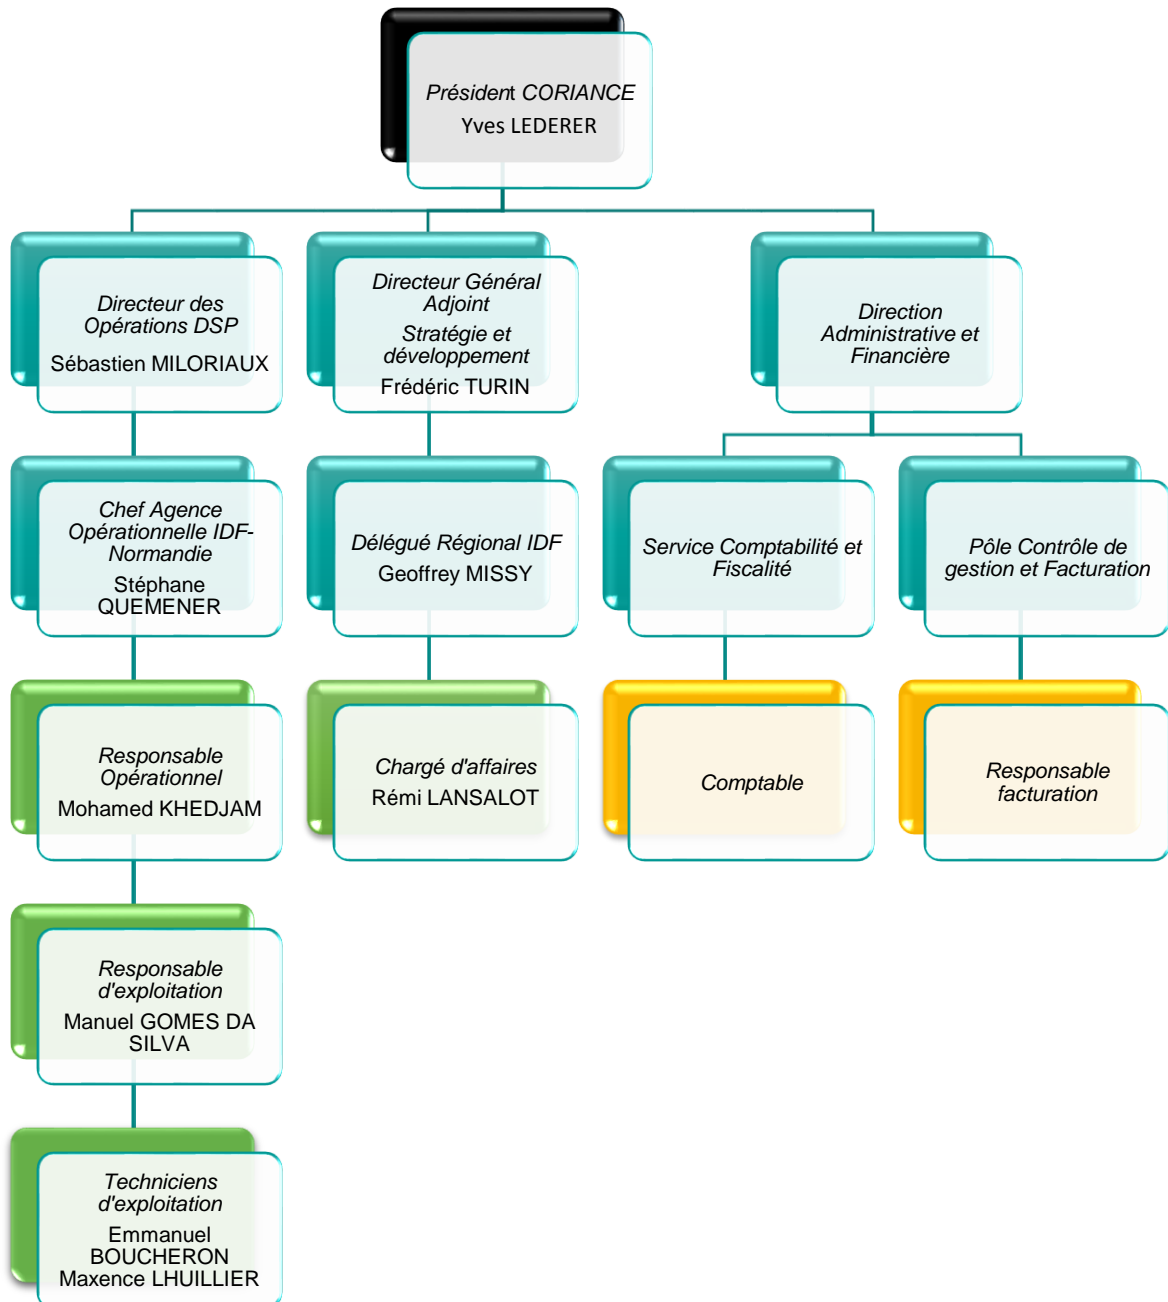 Président CORIANCE
Yves LEDERER
Directeur des
Opérations DSP
Sébastien MILORIAUX
Directeur Général
Adjoint
Stratégie et
développement
Frédéric TURIN
Direction
Administrative et
Financière
Chef Agence
Opérationnelle IDF-
Normandie
Stéphane
QUEMENER
Délégué Régional IDF
Geoffrey MISSY
Service Comptabilité et
Fiscalité
Pôle Contrôle de
gestion et Facturation
Responsable
Opérationnel
Mohamed KHEDJAM
Chargé d'affaires
Rémi LANSALOT
Comptable
Responsable
facturation
Responsable
d'exploitation
Manuel GOMES DA
SILVA
Techniciens
d'exploitation
Emmanuel
BOUCHERON
Maxence LHUILLIER